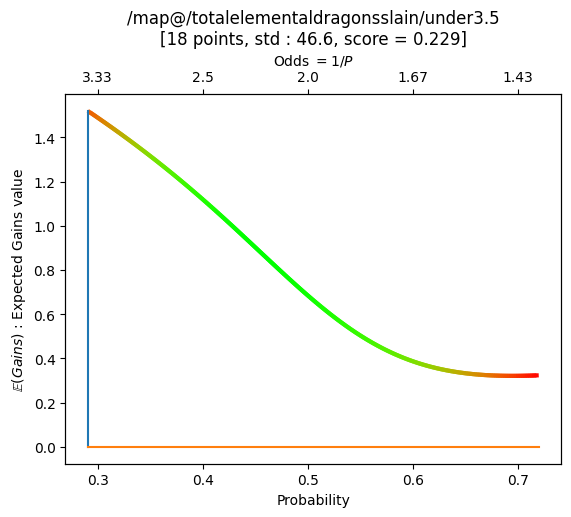 /map@/totalelementaldragonsslain/under3.5
[18 points, std : 46.6, score = 0.229]
Odds = 1/P
3.33 2.5 2.0 1.67 1.43
𝔼(Gains) : Expected Gains value
1.4
1.2
1.0
0.8
0.6
0.4
0.2
0.0
0.3 0.4 0.5 0.6 0.7
Probability